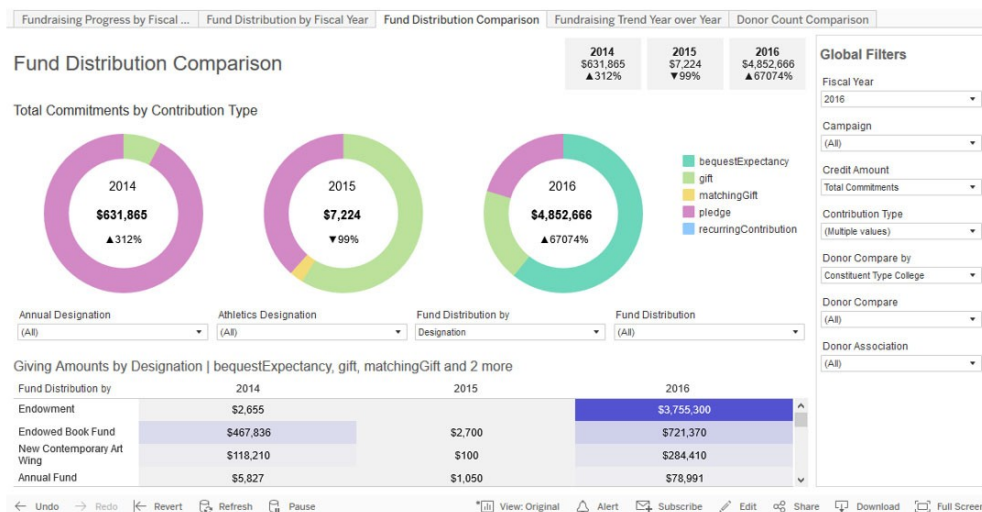 Fundraising Progress by Fiscal ... Fund Distribution by Fiscal Year Fund Distribution Comparison Fundraising Trend Year over Year Donor Count Comparison
Fund Distribution Comparison
2014 2015 2016
$631,865 $7,224 $4,852,666
▲312% ▼99% ▲67074%
Total Commitments by Contribution Type
2014
$631,865
▲312%
2015
$7,224
▼99%
2016
$4,852,666
▲67074%
bequestExpectancy
gift
matchingGift
pledge
recurringContribution
Annual Designation Athletics Designation Fund Distribution by Fund Distribution
(All) (All) Designation (All)
Giving Amounts by Designation | bequestExpectancy, gift, matchingGift and 2 more
Fund Distribution by 2014 2015 2016
Endowment $2,655 $3,755,300
Endowed Book Fund $467,836 $2,700 $721,370
New Contemporary Art
Wing $118,210 $100 $284,410
Annual Fund $5,827 $1,050 $78,991
Global Filters
Fiscal Year
2016
Campaign
(All)
Credit Amount
Total Commitments
Contribution Type
(Multiple values)
Donor Compare by
Constituent Type College
Donor Compare
(All)
Donor Association
(All)
Undo Redo Revert Refresh Pause View: Original Alert Subscribe Edit Share Download Full Screen